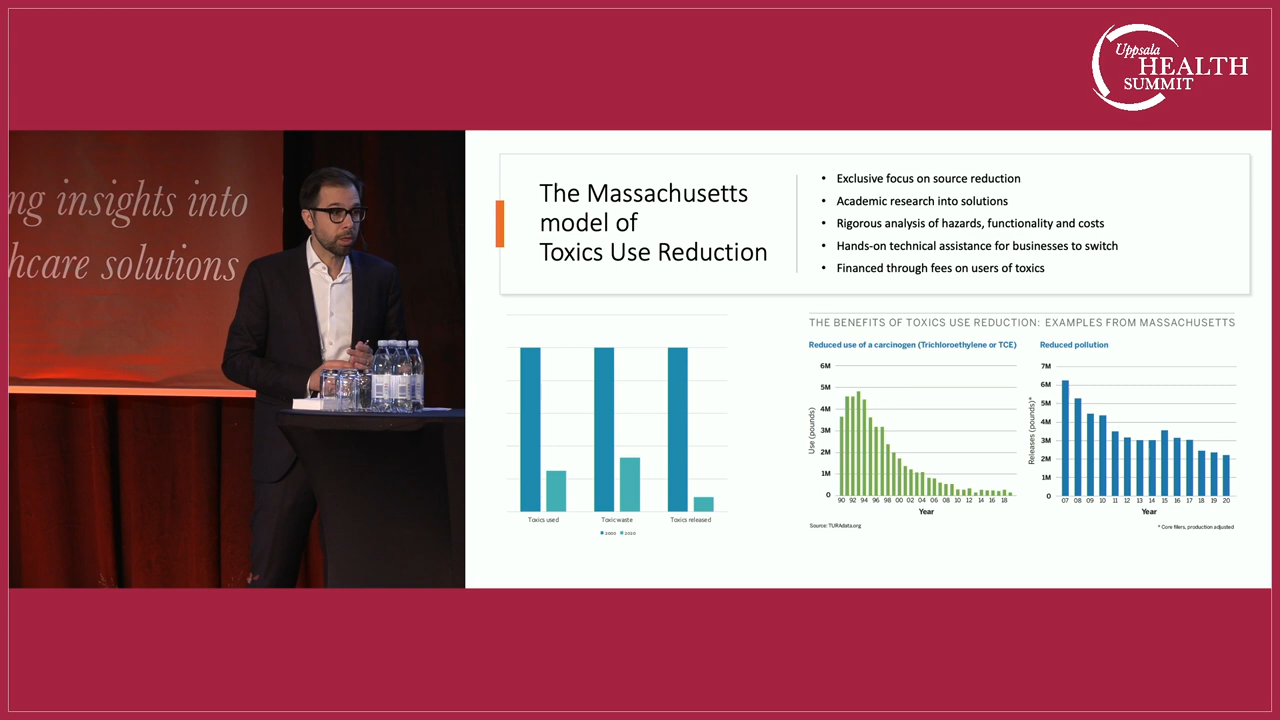 Uppsala
HEALTH
SUMMIT
ng insights into
hcare solutions
The Massachusetts
model of
Toxics Use Reduction
• Exclusive focus on source reduction
• Academic research into solutions
• Rigorous analysis of hazards, functionality and costs
• Hands-on technical assistance for businesses to switch
• Financed through fees on users of toxics
Toxics used Toxic waste Toxics released
2000 2020
THE BENEFITS OF TOXICS USE REDUCTION: EXAMPLES FROM MASSACHUSETTS
Reduced use of a carcinogen (Trichloroethylene or TCE)
6M
5M
4M
3M
2M
1M
0
Use (pounds)
90 92 94 96 98 00 02 04 06 08 10 12 14 16 18
Year
Source: TURAdata.org
Reduced pollution
7M
6M
5M
4M
3M
2M
1M
0
Releases (pounds)*
07 08 09 10 11 12 13 14 15 16 17 18 19 20
Year
* Core filers, production adjusted